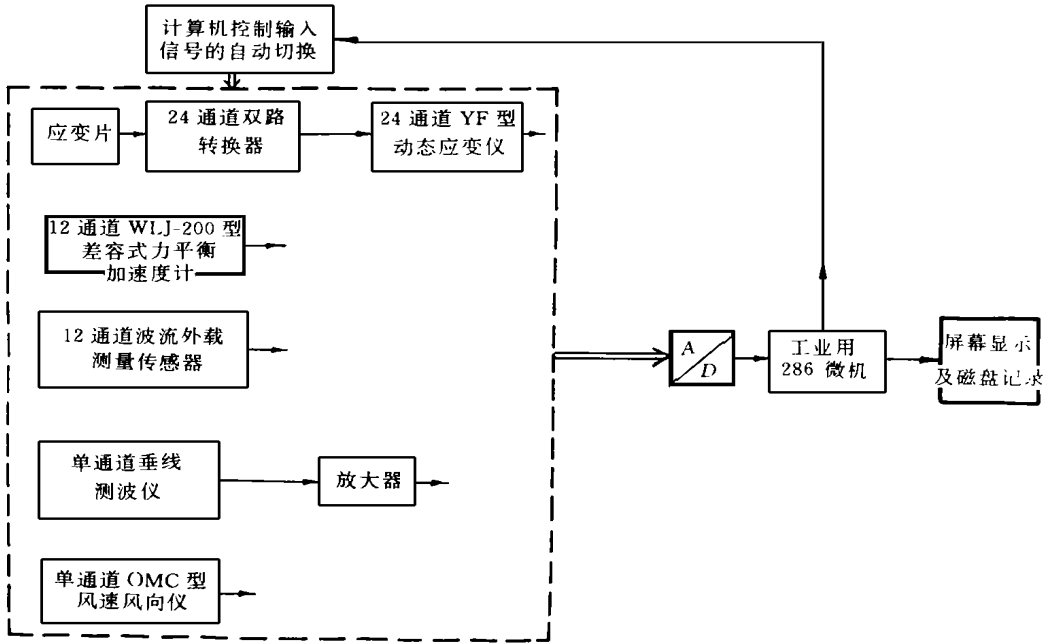 计算机控制输入
信号的自动切换
应变片
24 通道双路
转换器
24 通道 YF 型
动态应变仪
12 通道 WLJ-200 型
差容式力平衡
加速度计
12 通道波流外载
测量传感器
A/D
工业用
286 微机
屏幕显示
及磁盘记录
单通道垂线
测波仪
放大器
单通道 OMC 型
风速风向仪